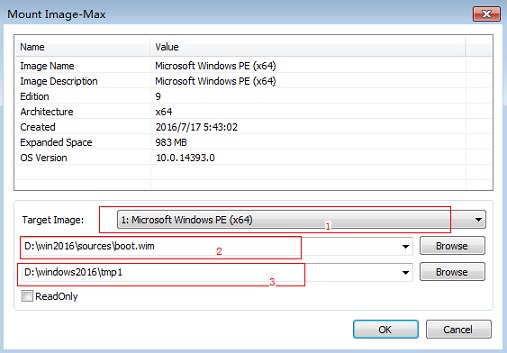 Mount Image-Max
Name Value
Image Name Microsoft Windows PE (x64)
Image Description Microsoft Windows PE (x64)
Edition 9
Architecture x64
Created 2016/7/17 5:43:02
Expanded Space 983 MB
OS Version 10.0.14393.0
Target Image: 1: Microsoft Windows PE (x64)
1
D:\win2016\sources\boot.wim Browse
2
D:\windows2016\tmp1 Browse
3
ReadOnly
OK Cancel